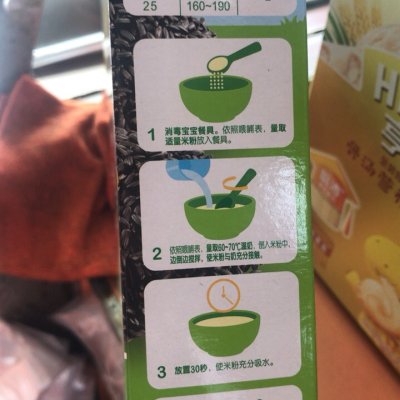 25
160~190
1
消毒宝宝餐具。依照喂哺表，量取
适量米粉放入餐具。
2
依照喂哺表，量取60~70℃温奶，倒入米粉中，
边倒边搅拌，使米粉与奶充分接触。
3
放置30秒，使米粉充分吸水。
H